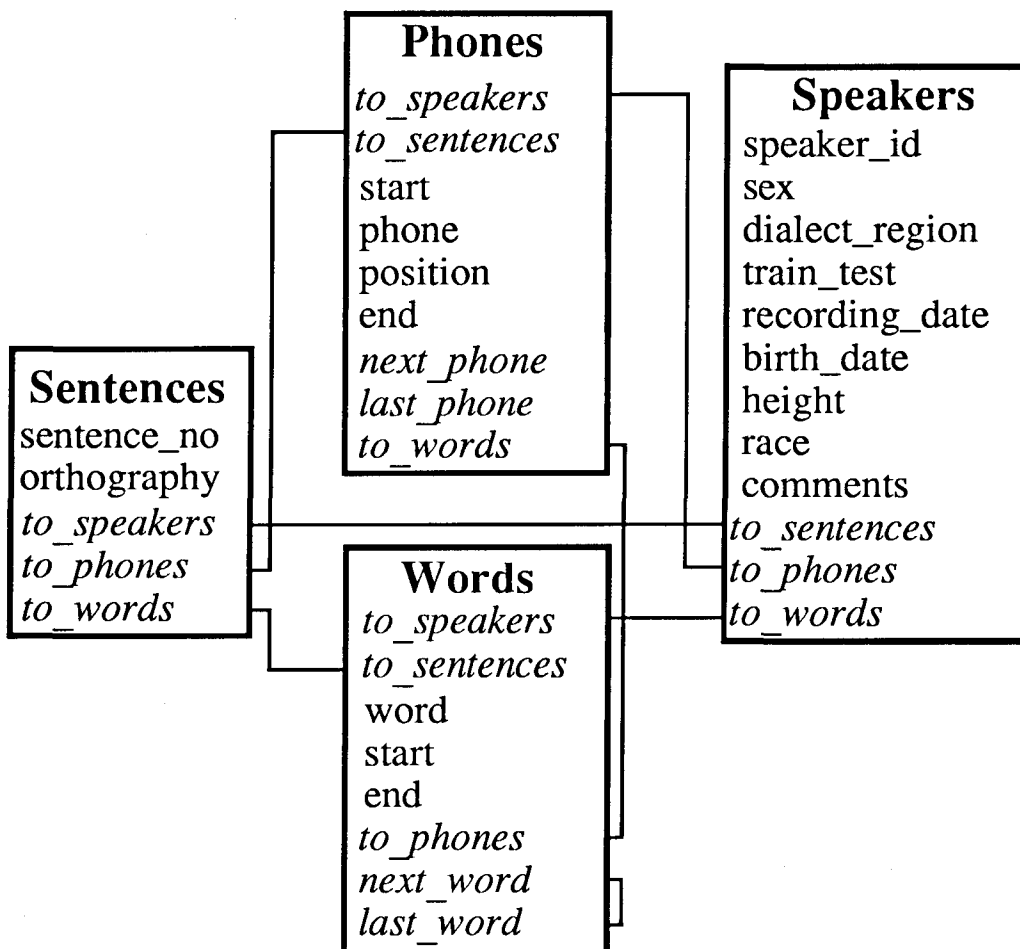 Phones
to_speakers
to_sentences
start
phone
position
end
next_phone
last_phone
to_words
Speakers
speaker_id
sex
dialect_region
train_test
recording_date
birth_date
height
race
comments
to_sentences
to_phones
to_words
Sentences
sentence_no
orthography
to_speakers
to_phones
to_words
Words
to_speakers
to_sentences
word
start
end
to_phones
next_word
last_word